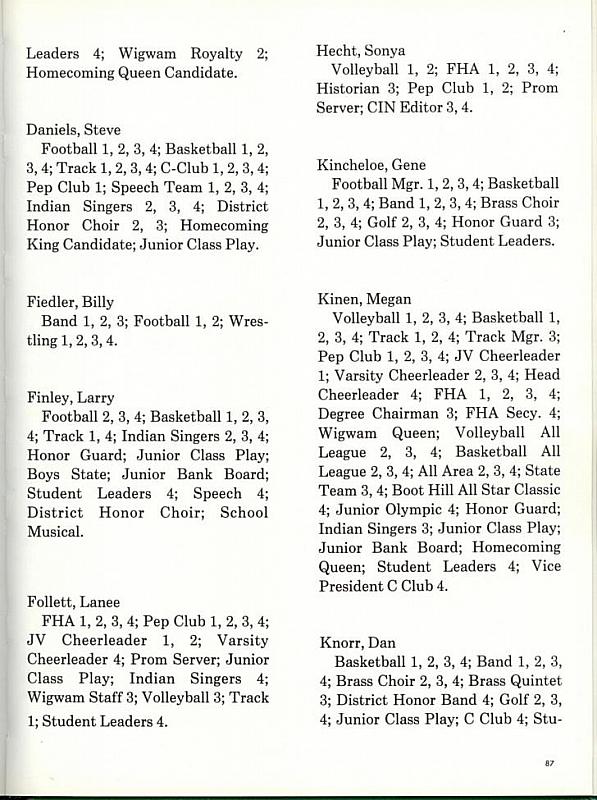 Leaders 4; Wigwam Royalty 2;
Homecoming Queen Candidate.
Daniels, Steve
Football 1, 2, 3, 4; Basketball 1, 2,
3, 4; Track 1, 2, 3, 4; C-Club 1, 2, 3, 4;
Pep Club 1; Speech Team 1, 2, 3, 4;
Indian Singers 2, 3, 4; District
Honor Choir 2, 3; Homecoming
King Candidate; Junior Class Play.
Fiedler, Billy
Band 1, 2, 3; Football 1, 2; Wres-
tling 1, 2, 3, 4.
Finley, Larry
Football 2, 3, 4; Basketball 1, 2, 3,
4; Track 1, 4; Indian Singers 2, 3, 4;
Honor Guard; Junior Class Play;
Boys State; Junior Bank Board;
Student Leaders 4; Speech 4;
District Honor Choir; School
Musical.
Follett, Lanee
FHA 1, 2, 3, 4; Pep Club 1, 2, 3, 4;
JV Cheerleader 1, 2; Varsity
Cheerleader 4; Prom Server; Junior
Class Play; Indian Singers 4;
Wigwam Staff 3; Volleyball 3; Track
1; Student Leaders 4.
Hecht, Sonya
Volleyball 1, 2; FHA 1, 2, 3, 4;
Historian 3; Pep Club 1, 2; Prom
Server; CIN Editor 3, 4.
Kincheloe, Gene
Football Mgr. 1, 2, 3, 4; Basketball
1, 2, 3, 4; Band 1, 2, 3, 4; Brass Choir
2, 3, 4; Golf 2, 3, 4; Honor Guard 3;
Junior Class Play; Student Leaders.
Kinen, Megan
Volleyball 1, 2, 3, 4; Basketball 1,
2, 3, 4; Track 1, 2, 4; Track Mgr. 3;
Pep Club 1, 2, 3, 4; JV Cheerleader
1; Varsity Cheerleader 2, 3, 4; Head
Cheerleader 4; FHA 1, 2, 3, 4;
Degree Chairman 3; FHA Secy. 4;
Wigwam Queen; Volleyball All
League 2, 3, 4; Basketball All
League 2, 3, 4; All Area 2, 3, 4; State
Team 3, 4; Boot Hill All Star Classic
4; Junior Olympic 4; Honor Guard;
Indian Singers 3; Junior Class Play;
Junior Bank Board; Homecoming
Queen; Student Leaders 4; Vice
President C Club 4.
Knorr, Dan
Basketball 1, 2, 3, 4; Band 1, 2, 3,
4; Brass Choir 2, 3, 4; Brass Quintet
3; District Honor Band 4; Golf 2, 3,
4; Junior Class Play; C Club 4; Stu-
87